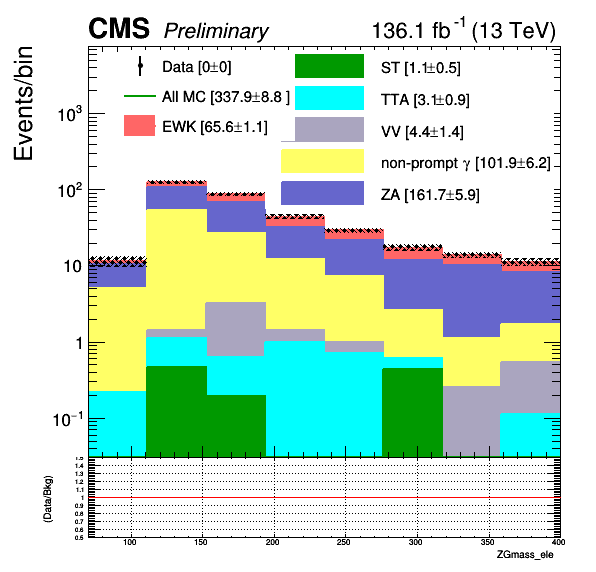 CMS Preliminary 136.1 fb⁻¹ (13 TeV)
Events/bin
Data [0±0]
All MC [337.9±8.8 ]
EWK [65.6±1.1]
ST [1.1±0.5]
TTA [3.1±0.9]
VV [4.4±1.4]
non-prompt γ [101.9±6.2]
ZA [161.7±5.9]
10³
10²
10
1
10⁻¹
(Data/Bkg)
1.5
1.4
1.3
1.2
1.1
1
0.9
0.8
0.7
0.6
0.5
100 150 200 250 300 350 400
ZGmass_ele